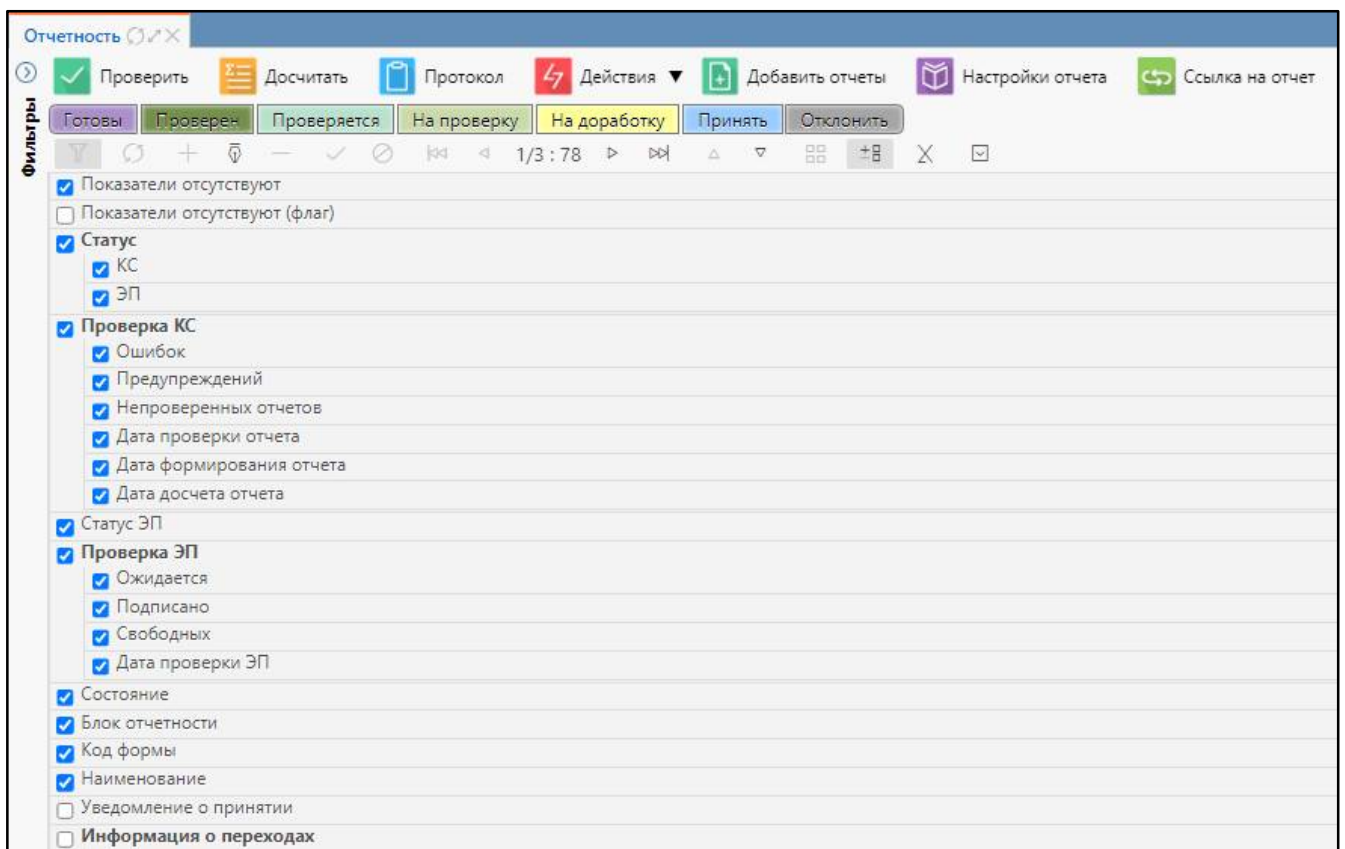 Отчетность
Проверить Досчитать Протокол Действия ▼ Добавить отчеты Настройки отчета Ссылка на отчет
Фильтры
Готовы Проверен Проверяется На проверку На доработку Принять Отклонить
1/3 : 78
Показатели отсутствуют
Показатели отсутствуют (флаг)
Статус
КС
ЭП
Проверка КС
Ошибок
Предупреждений
Непроверенных отчетов
Дата проверки отчета
Дата формирования отчета
Дата досчета отчета
Статус ЭП
Проверка ЭП
Ожидается
Подписано
Свободных
Дата проверки ЭП
Состояние
Блок отчетности
Код формы
Наименование
Уведомление о принятии
Информация о переходах